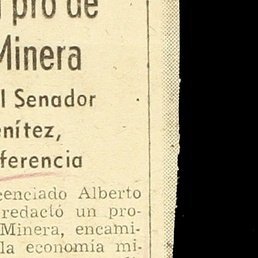 pro de
Minera
l Senador
enítez,
ferencia
cenciado Alberto
redactó un pro-
Minera, encami-
la economía mi-